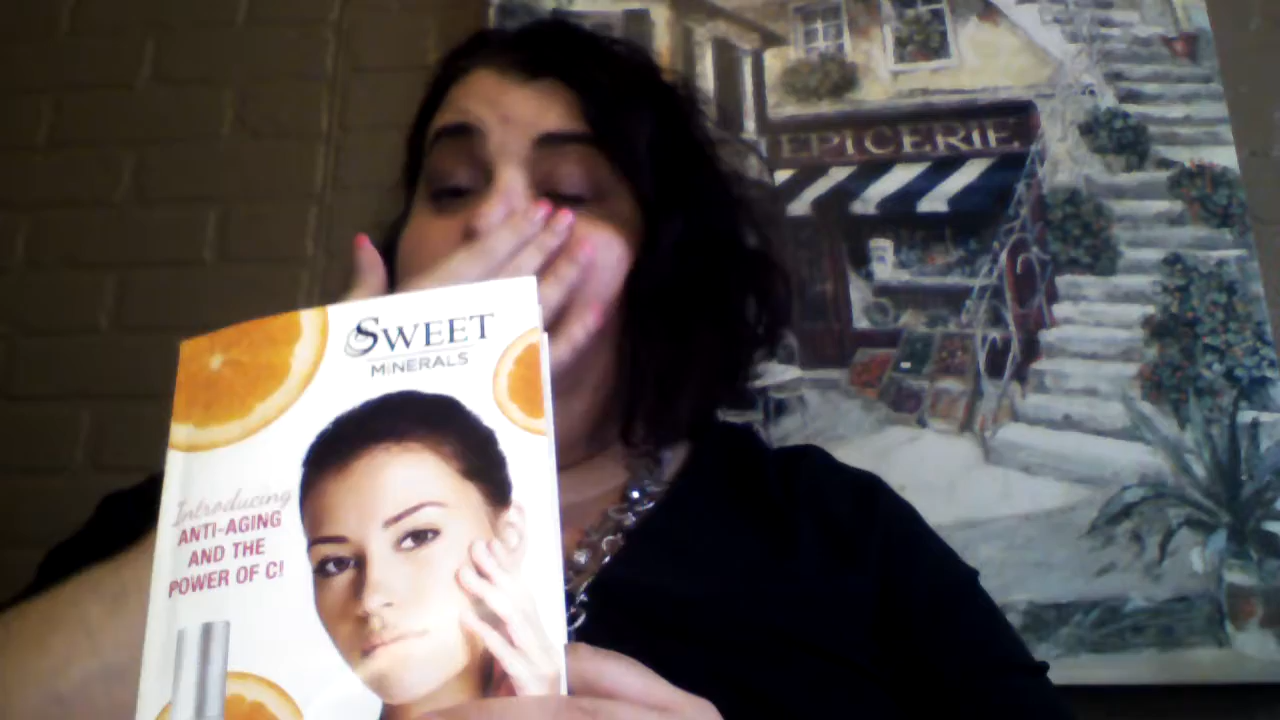 EPICERIE
SWEET
MINERALS
Introducing
ANTI-AGING
AND THE
POWER OF C!